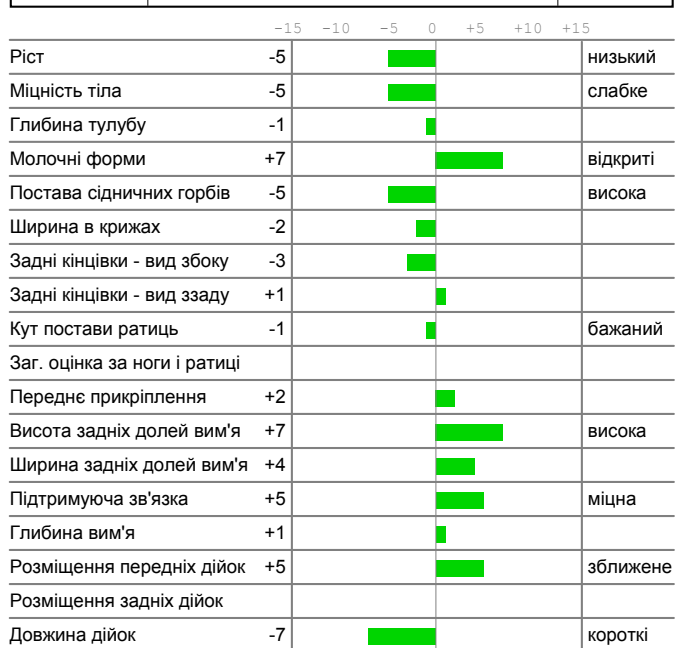 -15 -10 -5 0 +5 +10 +15
Ріст -5 низький
Міцність тіла -5 слабке
Глибина тулубу -1
Молочні форми +7 відкриті
Постава сідничних горбів -5 висока
Ширина в крижах -2
Задні кінцівки - вид збоку -3
Задні кінцівки - вид ззаду +1
Кут постави ратиць -1 бажаний
Заг. оцінка за ноги і ратиці
Переднє прикріплення +2
Висота задніх долей вим'я +7 висока
Ширина задніх долей вим'я +4
Підтримуюча зв'язка +5 міцна
Глибина вим'я +1
Розміщення передніх дійок +5 зближене
Розміщення задніх дійок
Довжина дійок -7 короткі